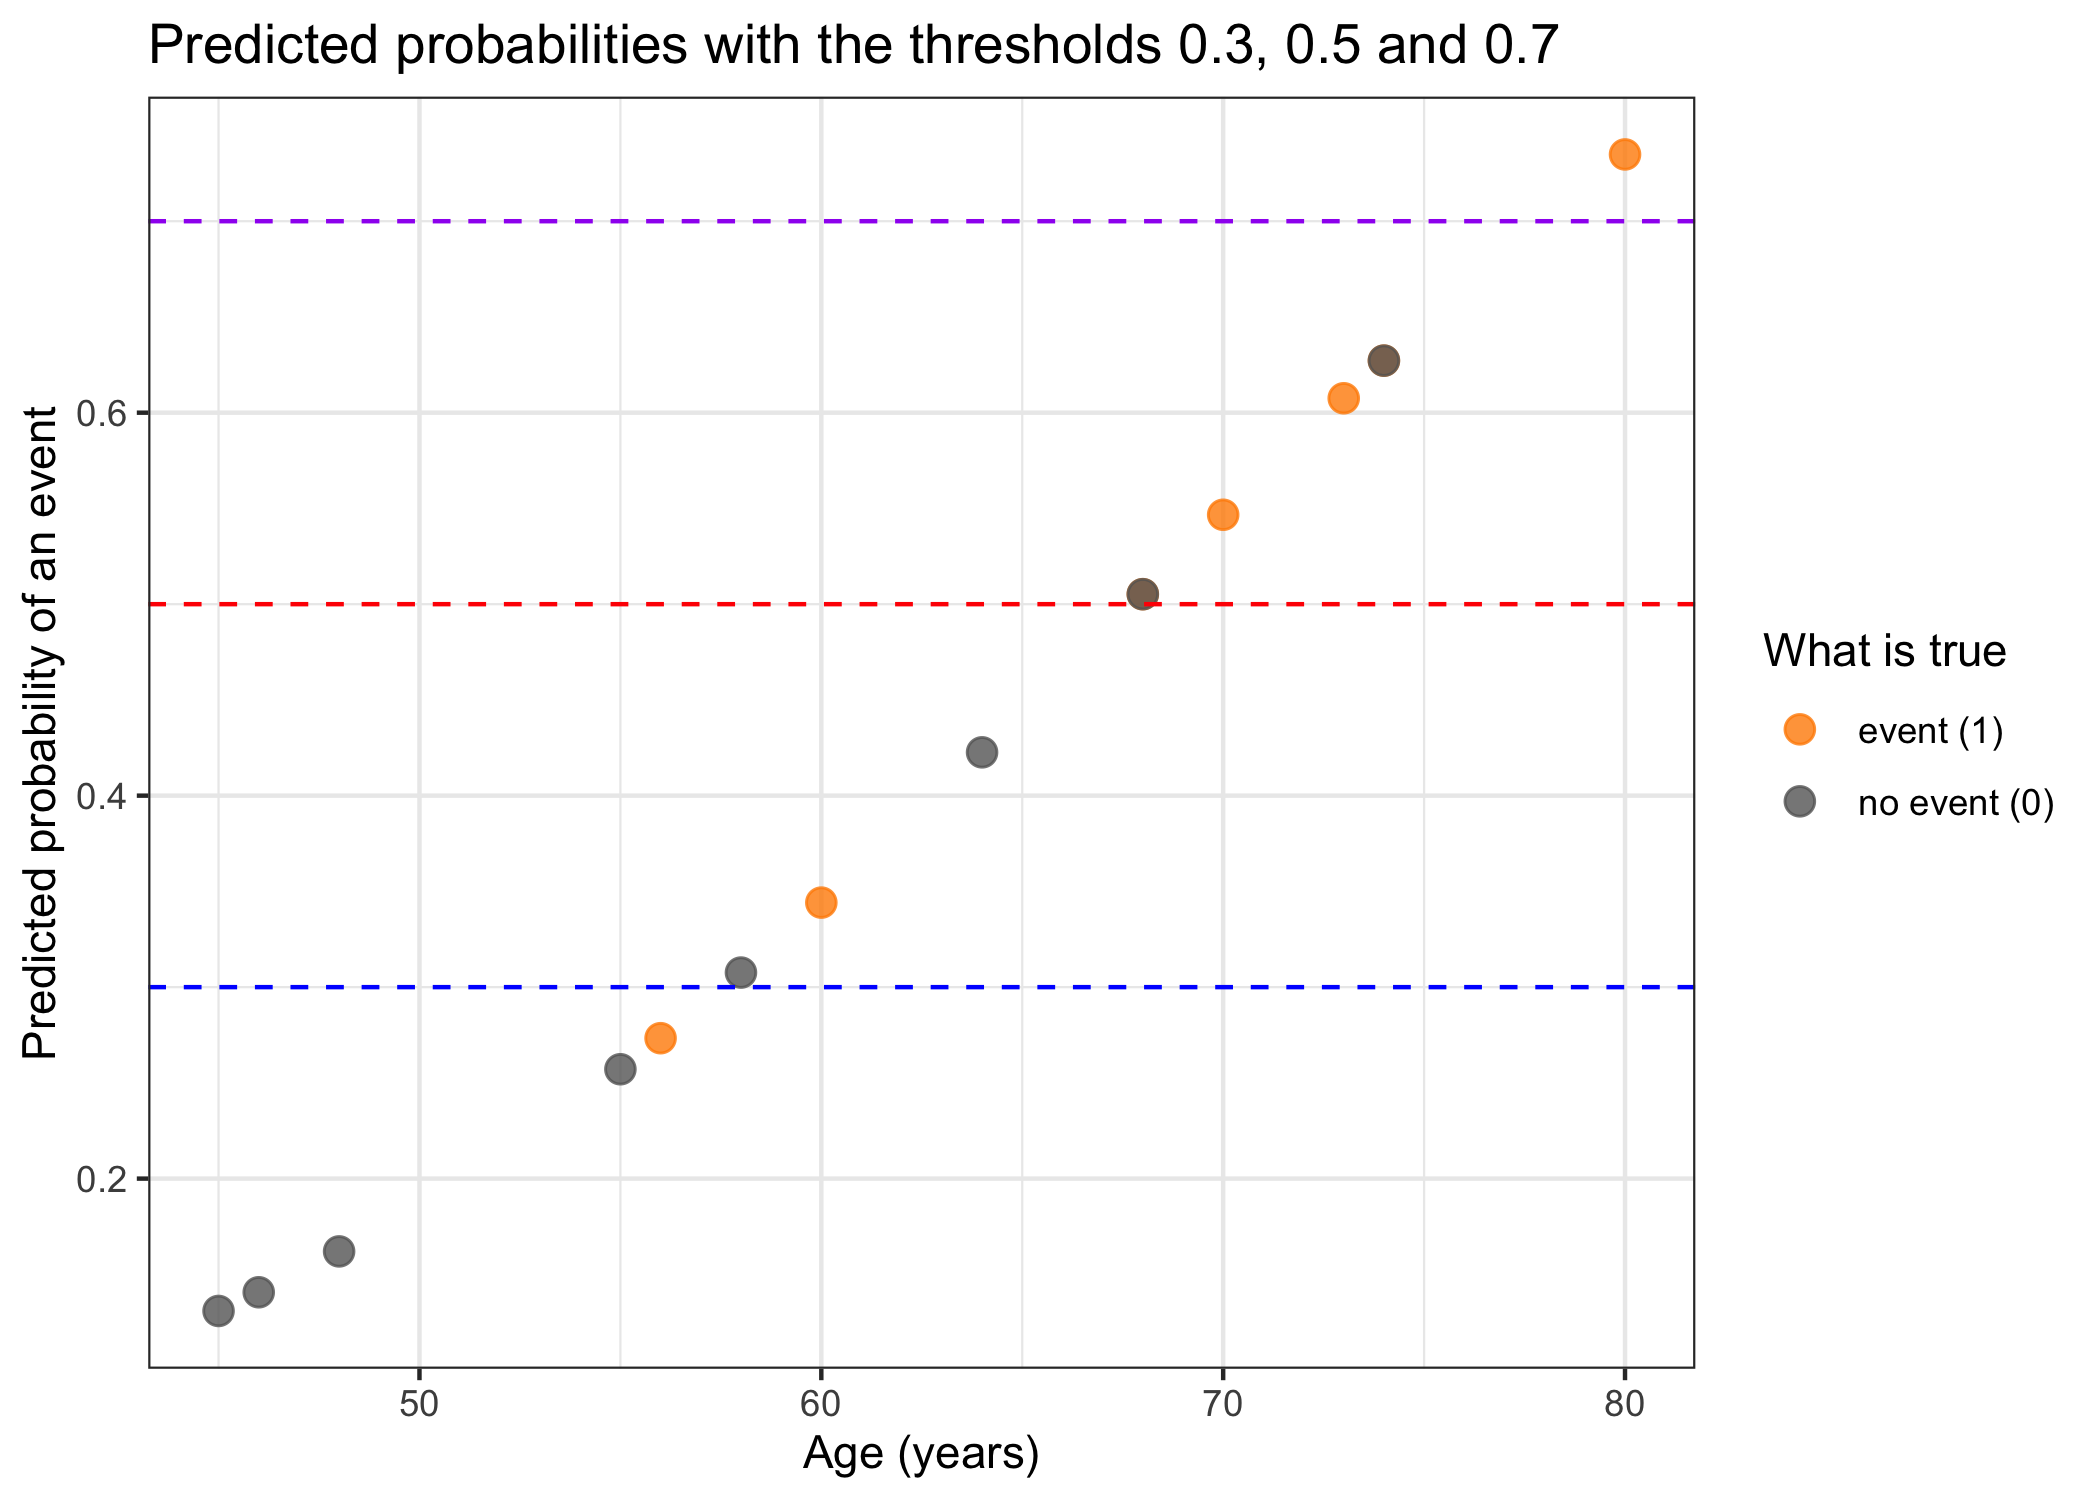 Predicted probabilities with the thresholds 0.3, 0.5 and 0.7
Predicted probability of an event
0.6
0.4
0.2
50 60 70 80
Age (years)
What is true
event (1)
no event (0)